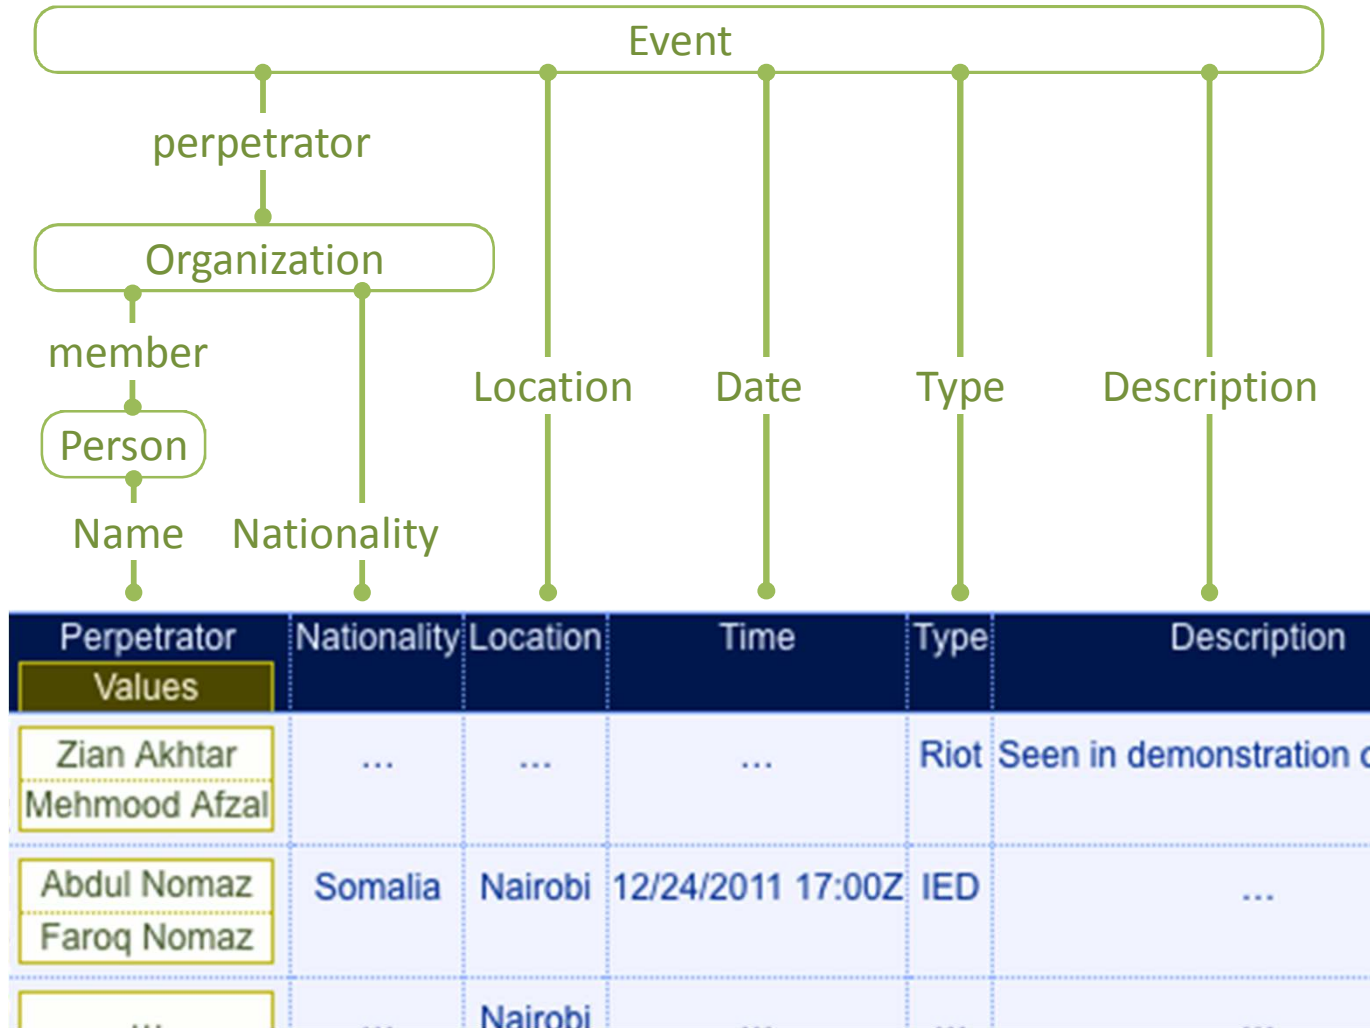 Event
perpetrator
Organization
member
Location Date Type Description
Person
Name Nationality
Perpetrator Nationality Location Time Type Description
Values
Zian Akhtar ... ... ... Riot Seen in demonstration
Mehmood Afzal
Abdul Nomaz Somalia Nairobi 12/24/2011 17:00Z IED ...
Faroq Nomaz
... ... Nairobi ... ... ...